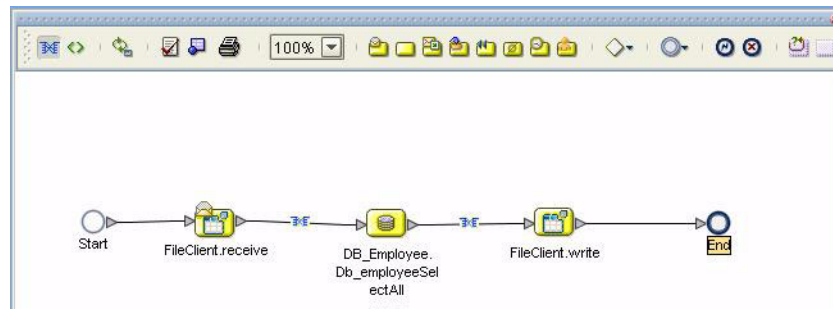 100%
Start
FileClient.receive
DB_Employee.
Db_employeeSel
ectAll
FileClient.write
End